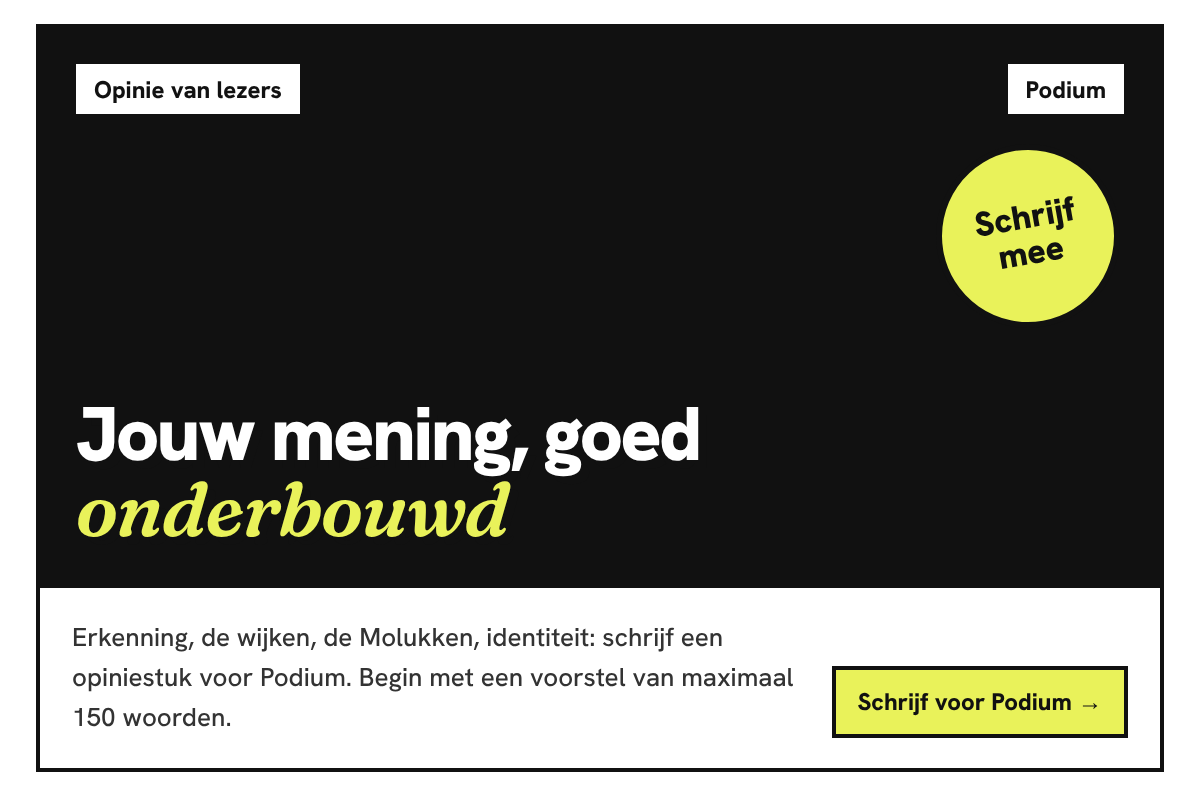 Opinie van lezers
Podium
Schrijf
mee
Jouw mening, goed
onderbouwd
Erkenning, de wijken, de Molukken, identiteit: schrijf een
opiniestuk voor Podium. Begin met een voorstel van maximaal
150 woorden.
Schrijf voor Podium →